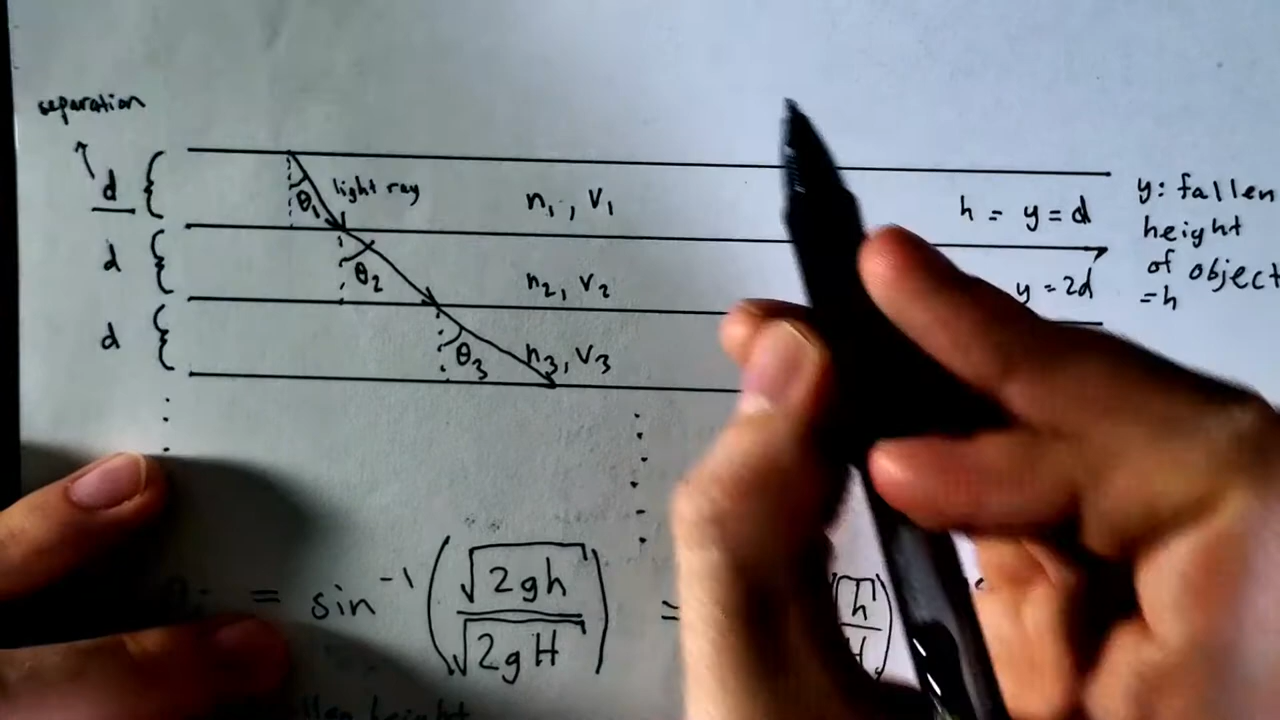 separation
d
d
d
θ₁
light ray
n₁, v₁
h = y = d
y: fallen
height
of object
= h
θ₂
n₂, v₂
y = 2d
θ₃
n₃, v₃
= sin⁻¹ (√2gh / √2gH) =